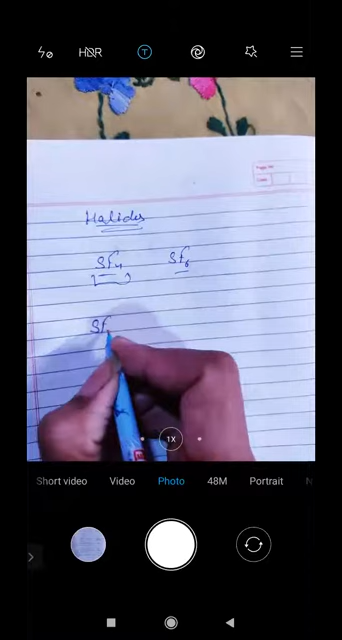 HDR
T
Halides
SF₄ SF₆
SF
1X
Short video Video Photo 48M Portrait